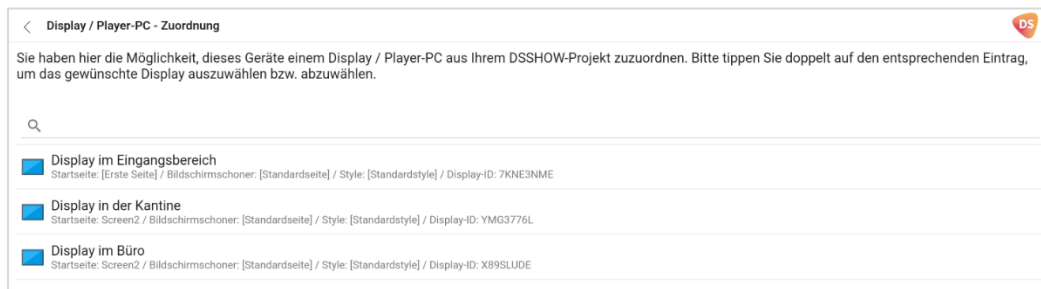 Display / Player-PC - Zuordnung
DS
Sie haben hier die Möglichkeit, dieses Geräte einem Display / Player-PC aus Ihrem DSSHOW-Projekt zuzuordnen. Bitte tippen Sie doppelt auf den entsprechenden Eintrag,
um das gewünschte Display auszuwählen bzw. abzuwählen.
Display im Eingangsbereich
Startseite: [Erste Seite] / Bildschirmschoner: [Standardseite] / Style: [Standardstyle] / Display-ID: 7KNE3NME
Display in der Kantine
Startseite: Screen2 / Bildschirmschoner: [Standardseite] / Style: [Standardstyle] / Display-ID: YMG3776L
Display im Büro
Startseite: Screen2 / Bildschirmschoner: [Standardseite] / Style: [Standardstyle] / Display-ID: X89SLUDE